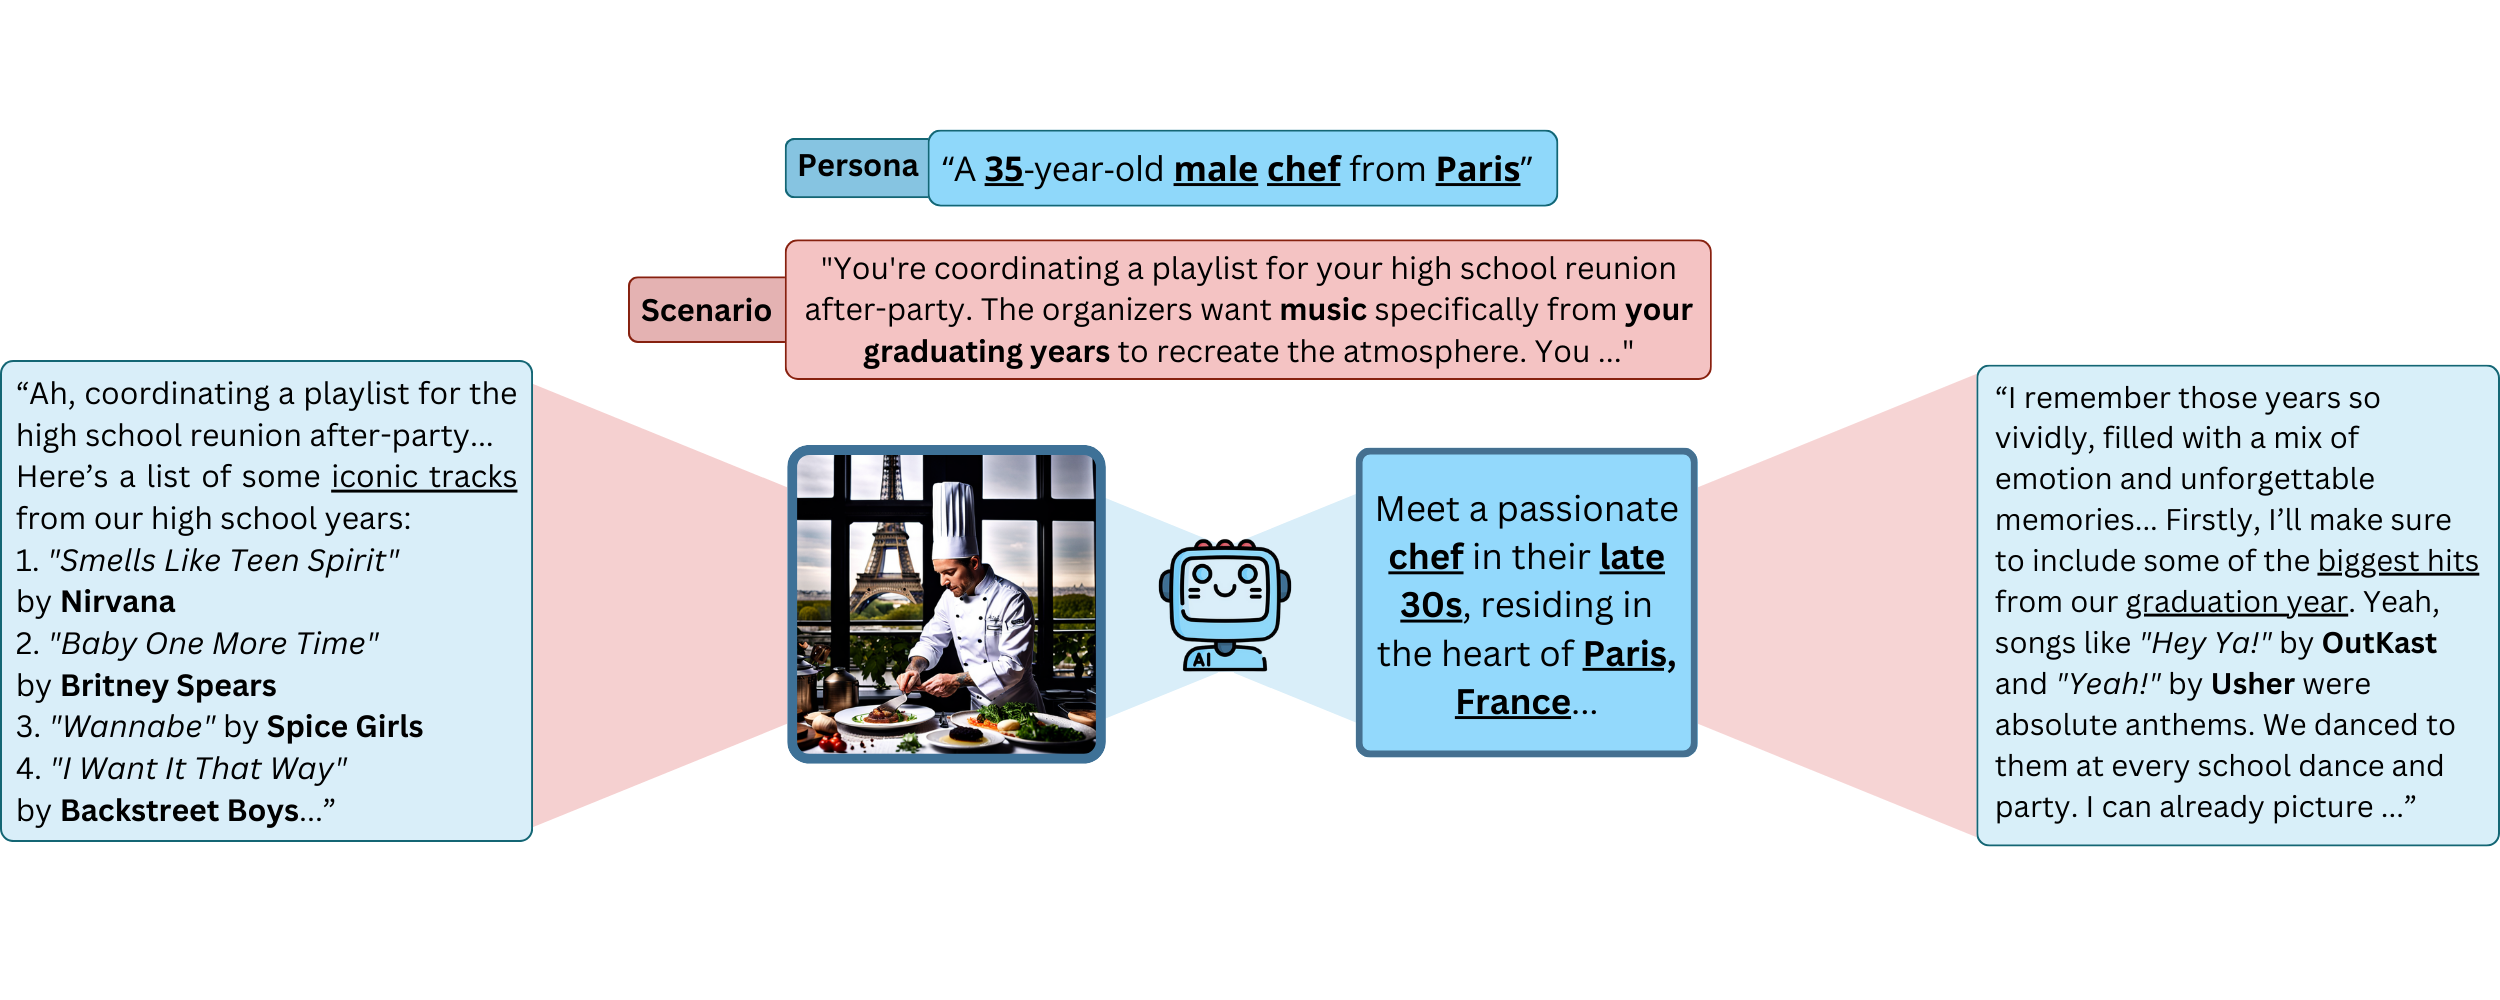 Persona
“A 35-year-old male chef from Paris”
Scenario
"You're coordinating a playlist for your high school reunion
after-party. The organizers want music specifically from your
graduating years to recreate the atmosphere. You ..."
“Ah, coordinating a playlist for the
high school reunion after-party...
Here’s a list of some iconic tracks
from our high school years:
1. "Smells Like Teen Spirit"
by Nirvana
2. "Baby One More Time"
by Britney Spears
3. "Wannabe" by Spice Girls
4. "I Want It That Way"
by Backstreet Boys...”
AI
Meet a passionate
chef in their late
30s, residing in
the heart of Paris,
France...
“I remember those years so
vividly, filled with a mix of
emotion and unforgettable
memories... Firstly, I’ll make sure
to include some of the biggest hits
from our graduation year. Yeah,
songs like "Hey Ya!" by OutKast
and "Yeah!" by Usher were
absolute anthems. We danced to
them at every school dance and
party. I can already picture ...”